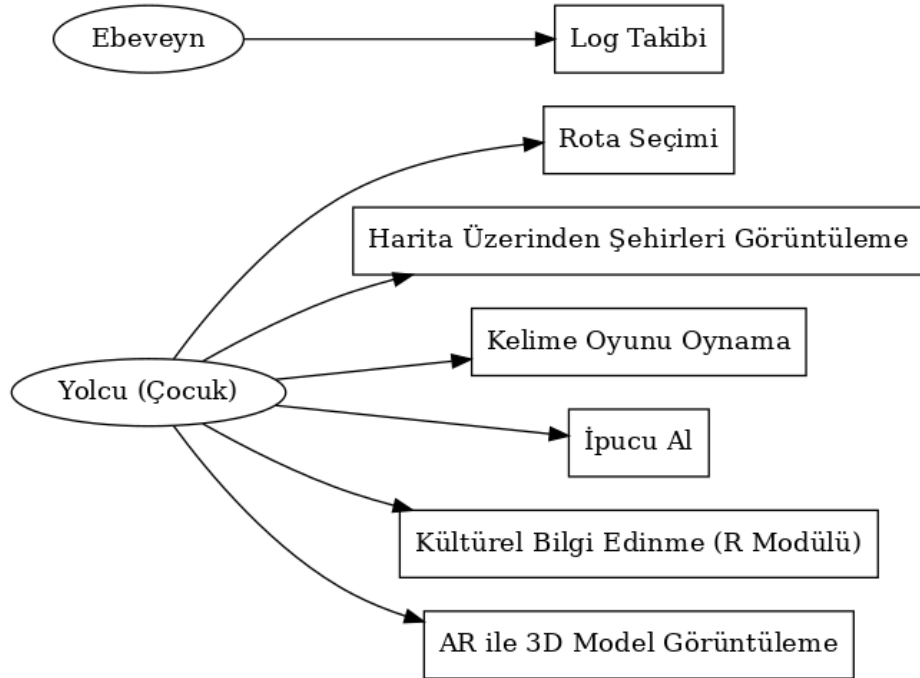 Ebeveyn
Log Takibi
Rota Seçimi
Harita Üzerinden Şehirleri Görüntüleme
Kelime Oyunu Oynama
Yolcu (Çocuk)
İpucu Al
Kültürel Bilgi Edinme (R Modülü)
AR ile 3D Model Görüntüleme